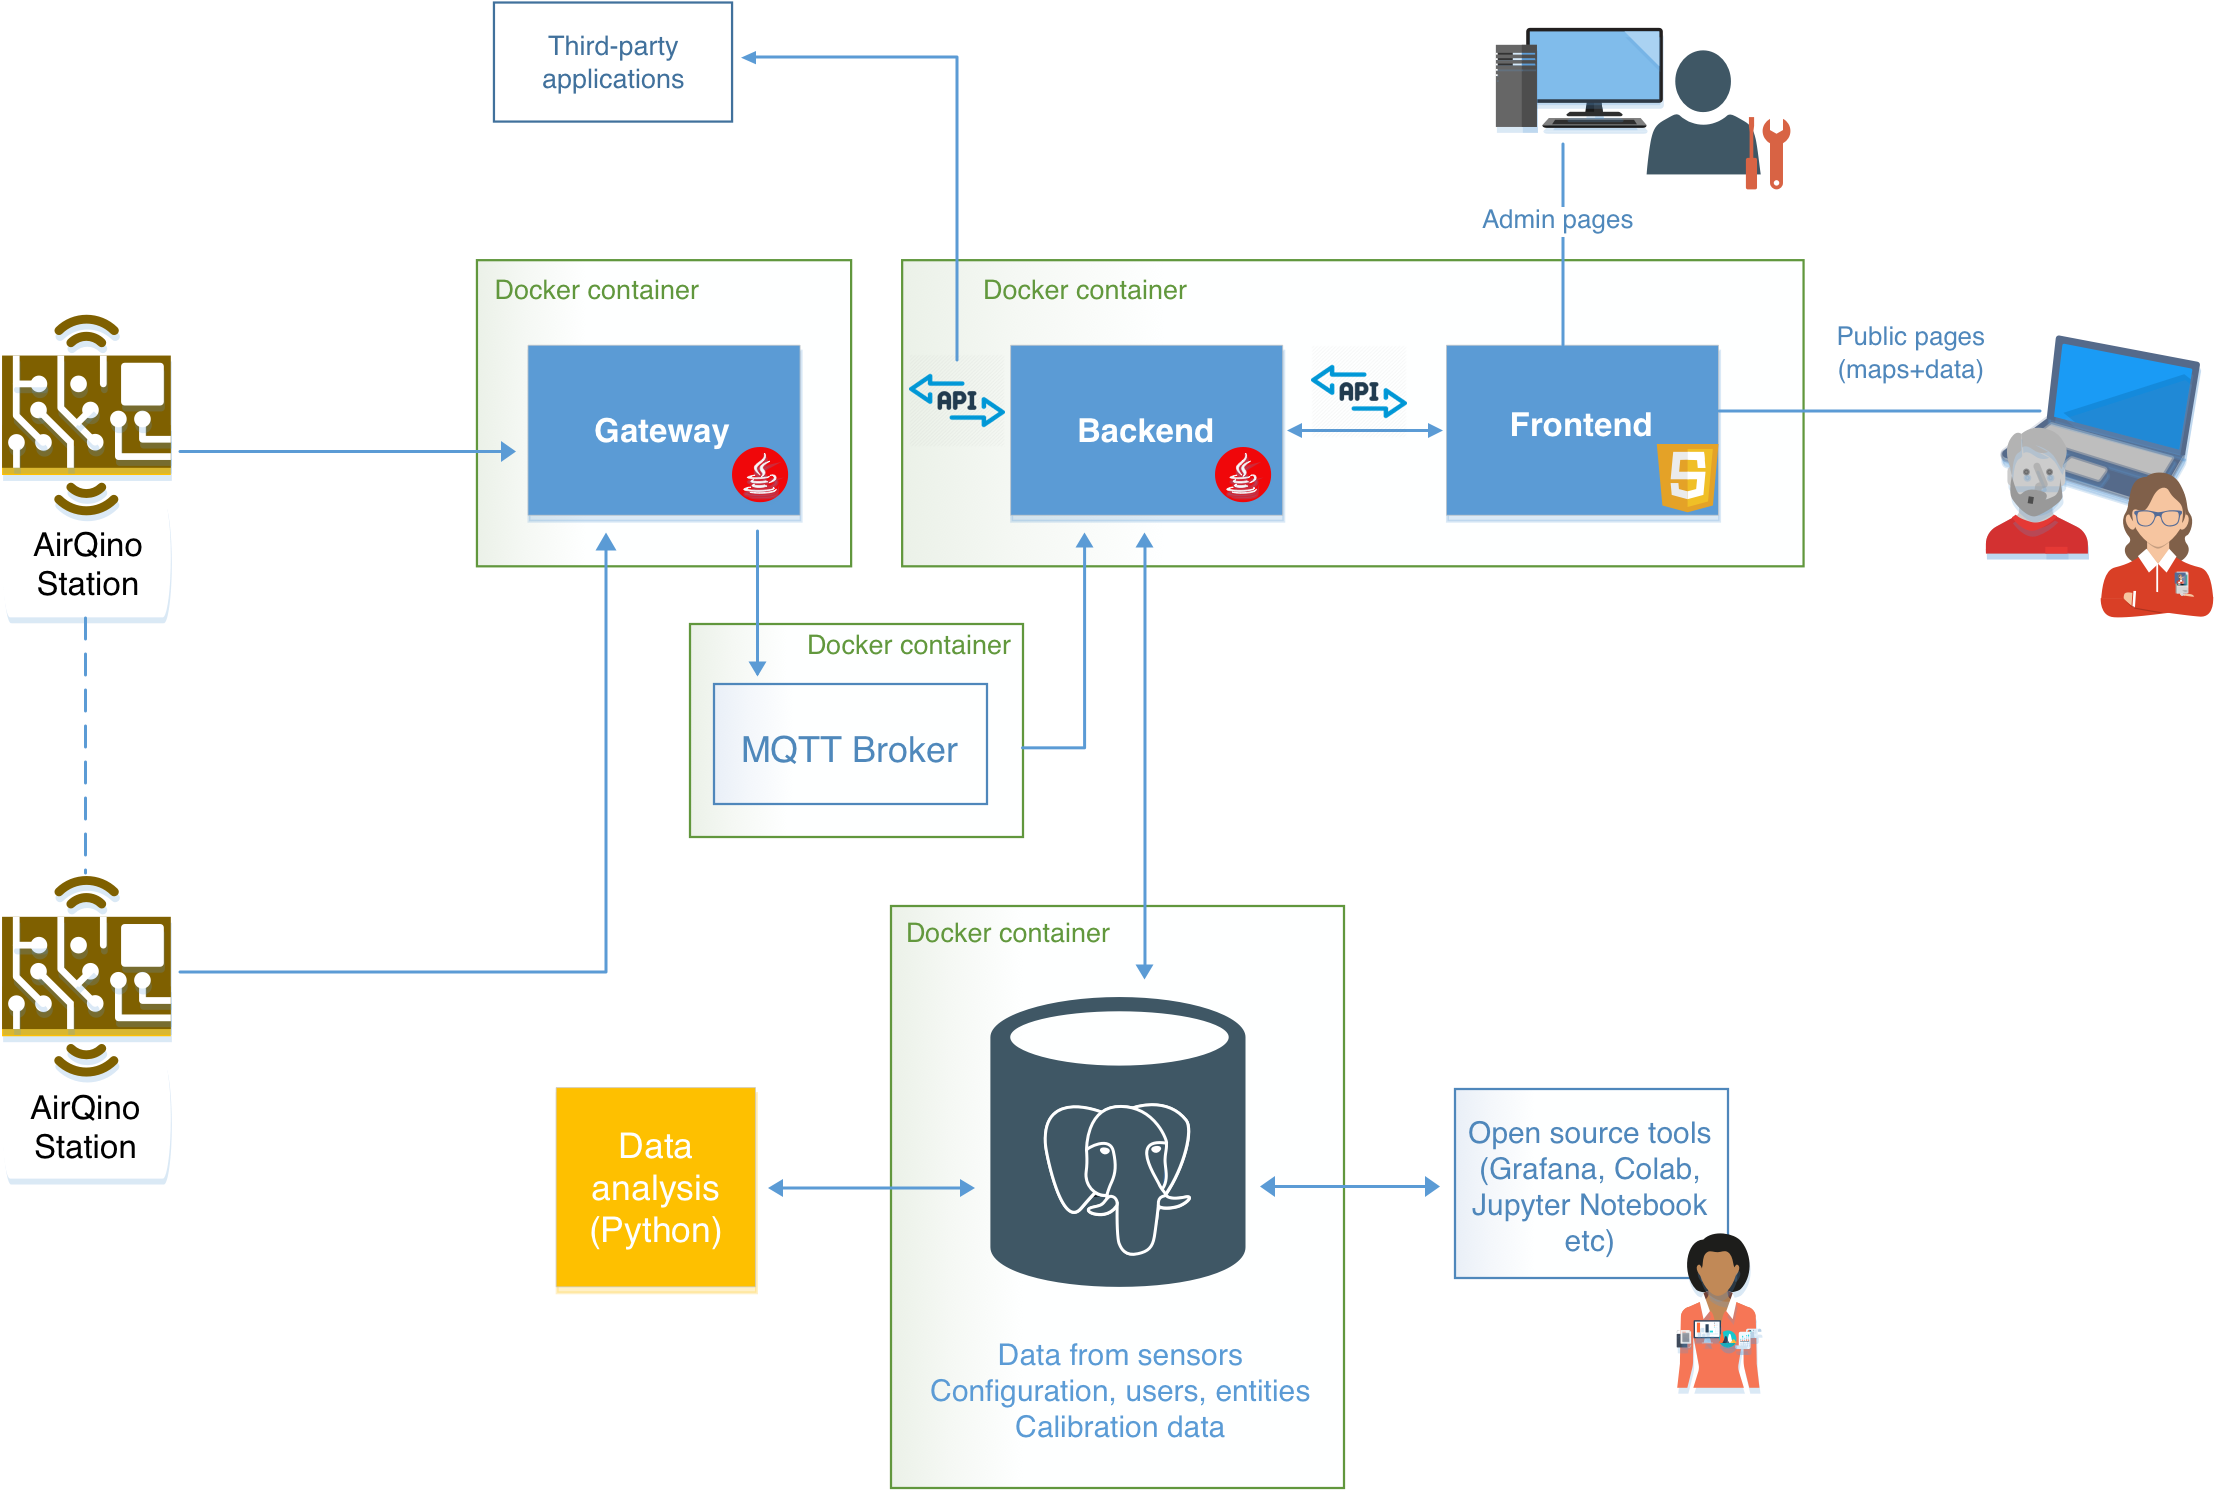 Third-party
applications
Admin pages
Docker container
Docker container
Public pages
(maps+data)
API
API
Gateway
Backend
Frontend
AirQino
Station
Docker container
MQTT Broker
Docker container
AirQino
Station
Data
analysis
(Python)
Open source tools
(Grafana, Colab,
Jupyter Notebook
etc)
Data from sensors
Configuration, users, entities
Calibration data